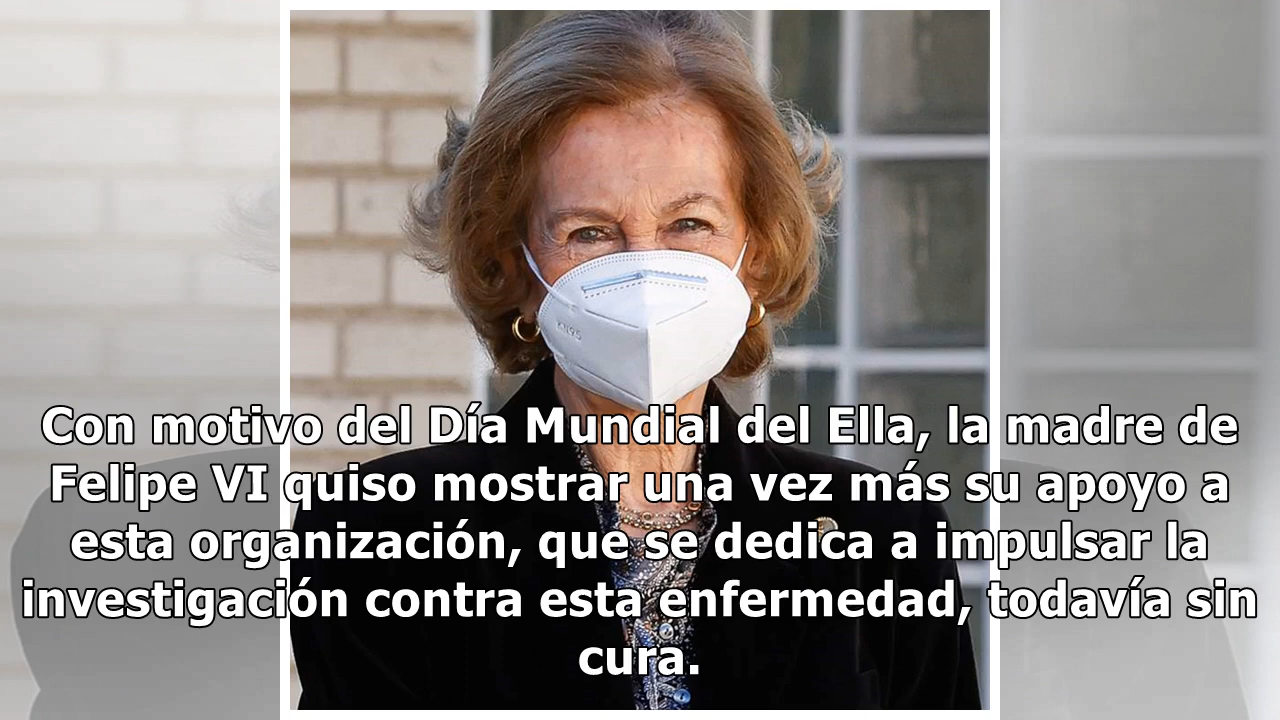 KN95
Con motivo del Día Mundial del Ella, la madre de
Felipe VI quiso mostrar una vez más su apoyo a
esta organización, que se dedica a impulsar la
investigación contra esta enfermedad, todavía sin
cura.